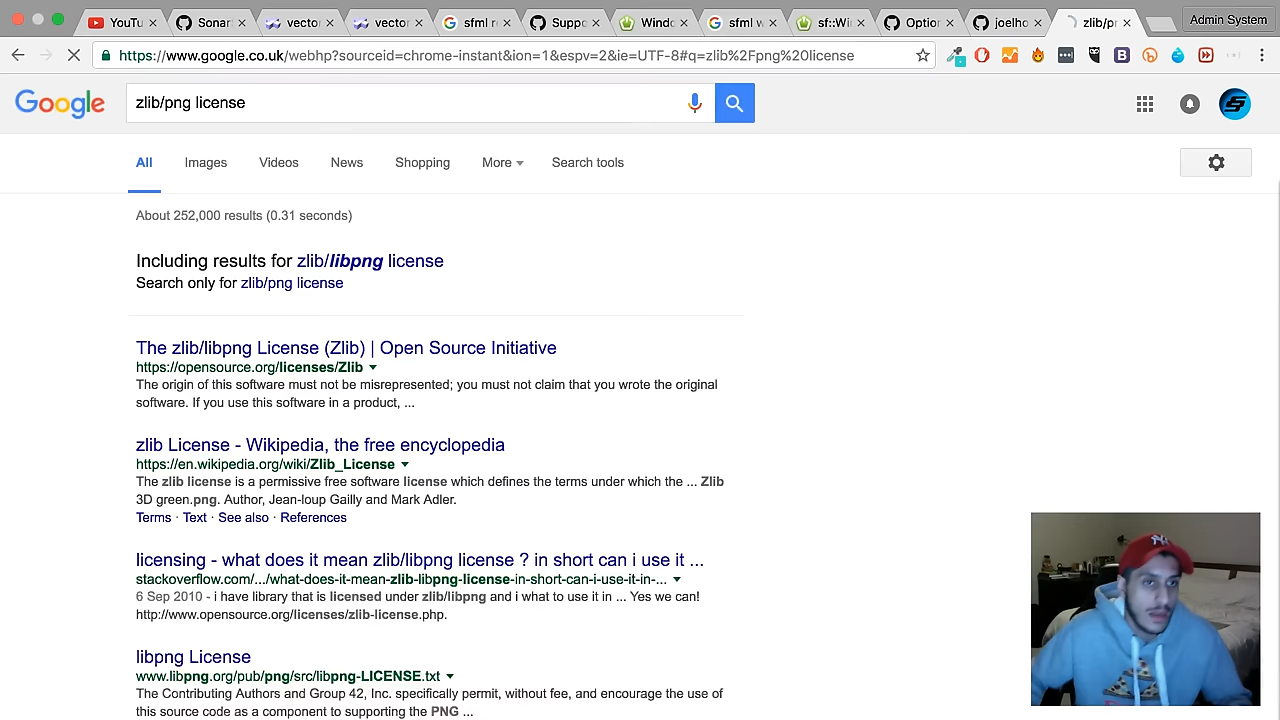 YouTu
Sonar
vector
vector
sfml re
Suppo
Windo
sfml w
sf::Wi
Option
joelho
zlib/p
Admin System
https://www.google.co.uk/webhp?sourceid=chrome-instant&ion=1&espv=2&ie=UTF-8#q=zlib%2Fpng%20license
Google
zlib/png license
All
Images
Videos
News
Shopping
More
Search tools
About 252,000 results (0.31 seconds)
Including results for zlib/libpng license
Search only for zlib/png license
The zlib/libpng License (Zlib) | Open Source Initiative
https://opensource.org/licenses/Zlib
The origin of this software must not be misrepresented; you must not claim that you wrote the original
software. If you use this software in a product, ...
zlib License - Wikipedia, the free encyclopedia
https://en.wikipedia.org/wiki/Zlib_License
The zlib license is a permissive free software license which defines the terms under which the ... Zlib
3D green.png. Author, Jean-loup Gailly and Mark Adler.
Terms · Text · See also · References
licensing - what does it mean zlib/libpng license ? in short can i use it ...
stackoverflow.com/.../what-does-it-mean-zlib-libpng-license-in-short-can-i-use-it-in-...
6 Sep 2010 - i have library that is licensed under zlib/libpng and i what to use it in ... Yes we can!
http://www.opensource.org/licenses/zlib-license.php.
libpng License
www.libpng.org/pub/png/src/libpng-LICENSE.txt
The Contributing Authors and Group 42, Inc. specifically permit, without fee, and encourage the use of
this source code as a component to supporting the PNG ...